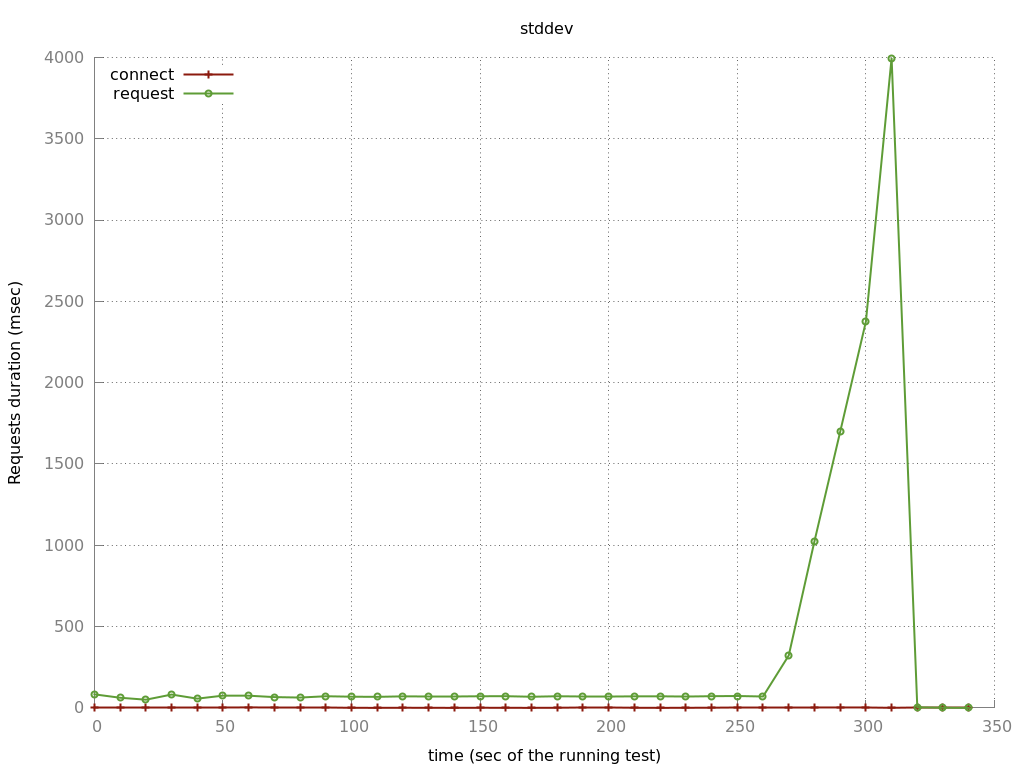 stddev
connect
request
4000
3500
3000
2500
2000
1500
1000
500
0
Requests duration (msec)
0 50 100 150 200 250 300 350
time (sec of the running test)